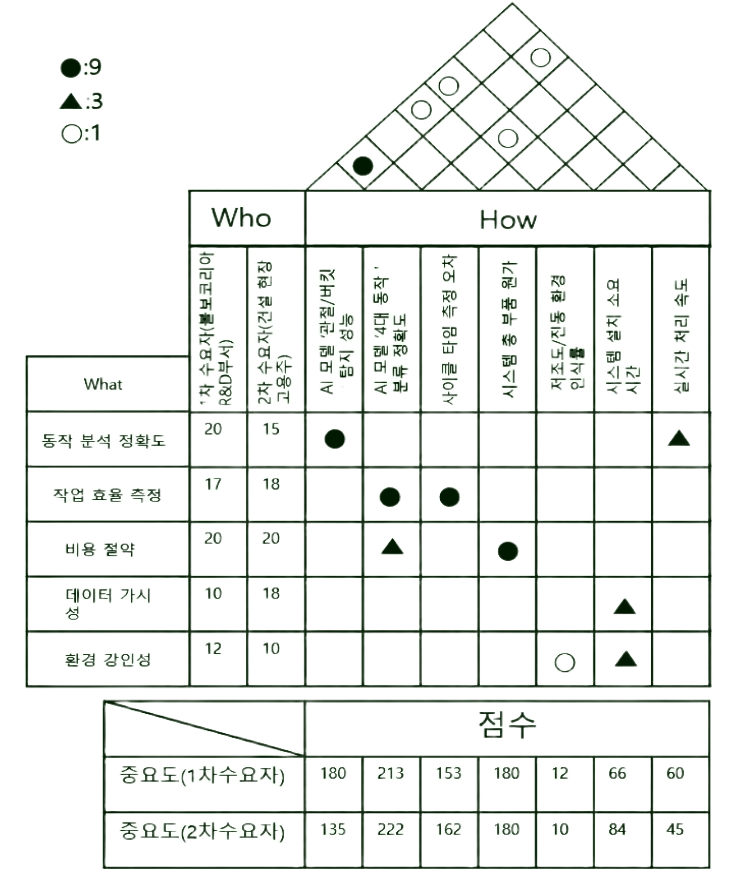 ●:9
▲:3
○:1
Who
How
1차 수요자(볼보코리아
R&D부서)
2차 수요자(건설 현장
고용주)
AI 모델 '관절/버킷
' 탐지 성능
AI 모델 '4대 동작'
분류 정확도
사이클 타임 측정 오차
시스템 총 부품 원가
저조도/진동 환경
인식률
시스템 설치 소요
시간
실시간 처리 속도
What
동작 분석 정확도 20 15 ● ▲
작업 효율 측정 17 18 ● ●
비용 절약 20 20 ▲ ●
데이터 가시
성
10 18 ▲
환경 강인성 12 10 ○ ▲
점수
중요도(1차수요자) 180 213 153 180 12 66 60
중요도(2차수요자) 135 222 162 180 10 84 45